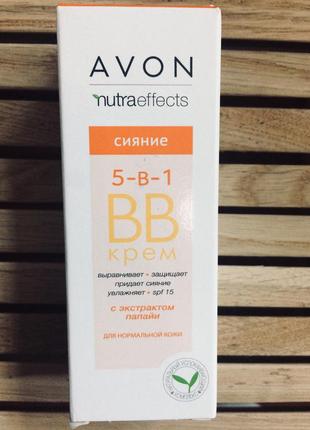 AVON
nutraeffects
сияние
5-в-1
BB
крем
выравнивает • защищает
придает сияние
увлажняет • spf 15
с экстрактом
папайи
ДЛЯ НОРМАЛЬНОЙ КОЖИ